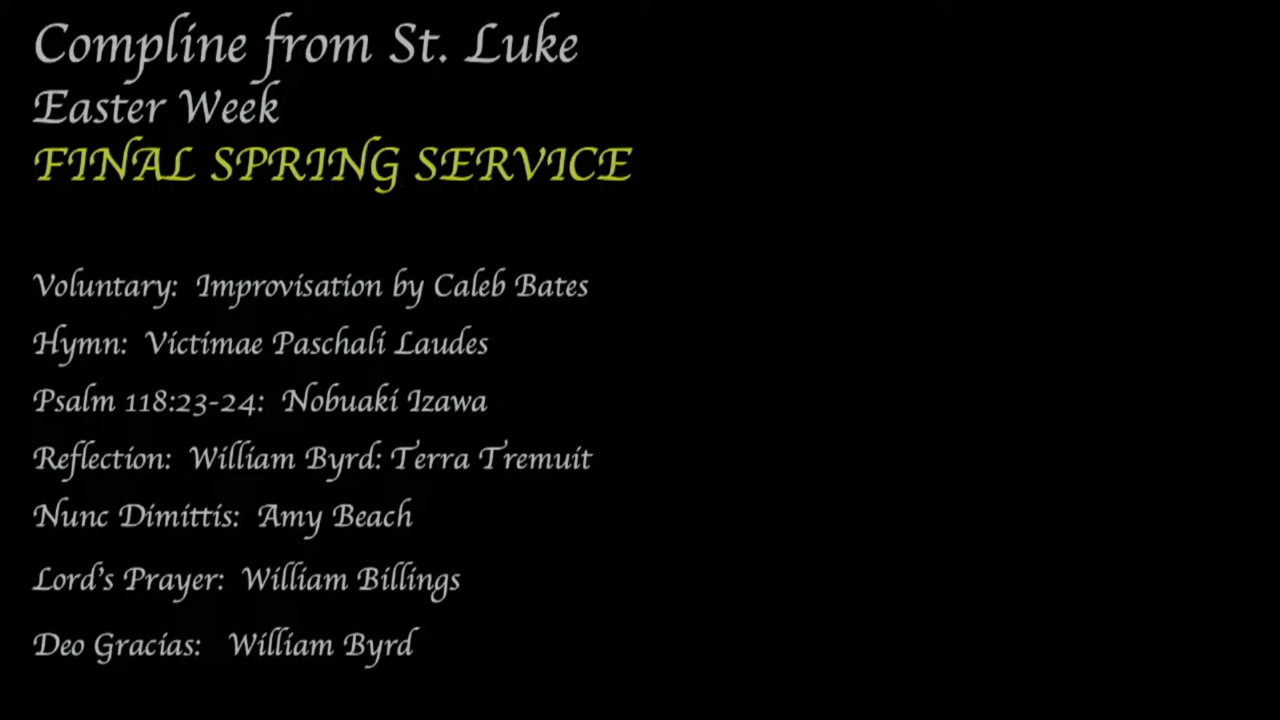 Compline from St. Luke
Easter Week
FINAL SPRING SERVICE
Voluntary: Improvisation by Caleb Bates
Hymn: Victimae Paschali Laudes
Psalm 118:23-24: Nobuaki Izawa
Reflection: William Byrd: Terra Tremuit
Nunc Dimittis: Amy Beach
Lord's Prayer: William Billings
Deo Gracias: William Byrd